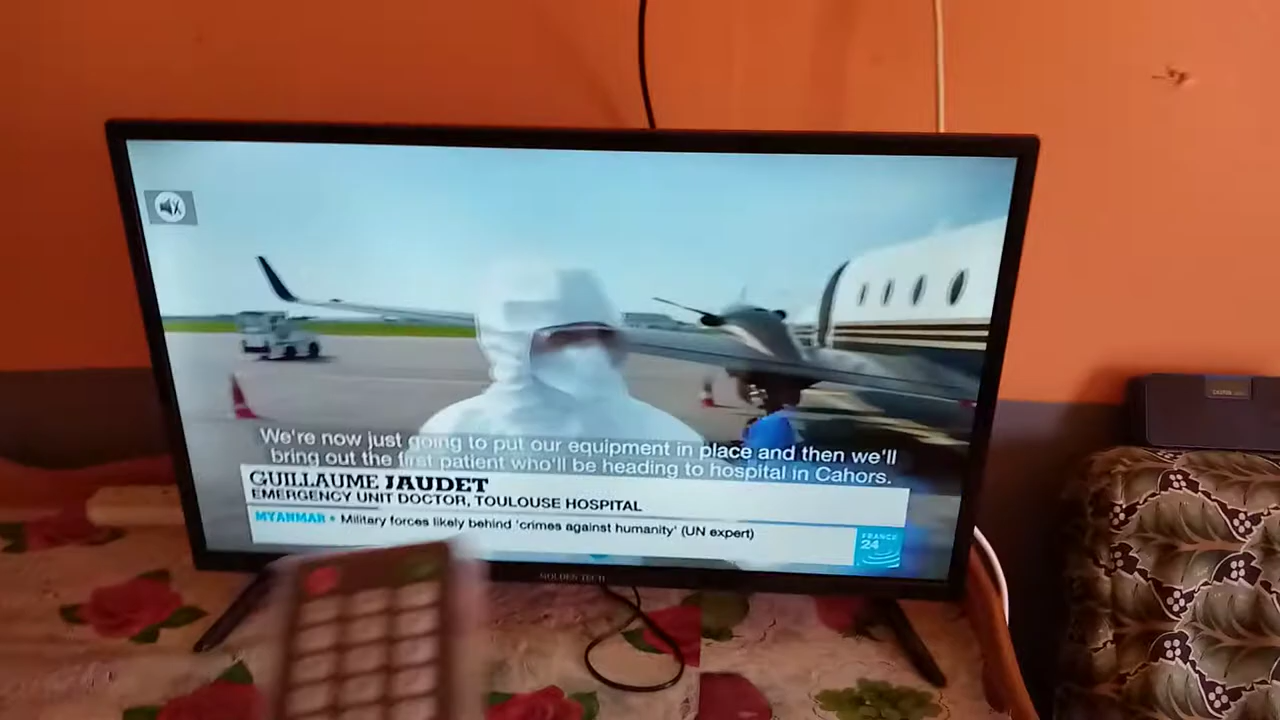 We're now just going to put our equipment in place and then we'll
bring out the first patient who'll be heading to hospital in Cahors.
GUILLAUME JAUDET
EMERGENCY UNIT DOCTOR, TOULOUSE HOSPITAL
MYANMAR • Military forces likely behind 'crimes against humanity' (UN expert)
FRANCE
24
GOLDEN TECH